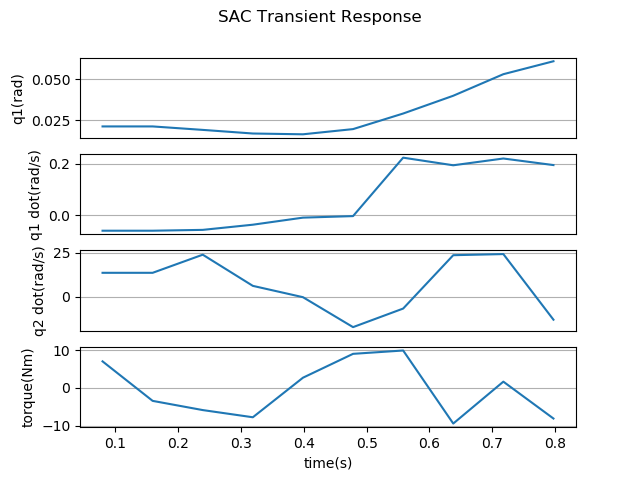 SAC Transient Response
q1(rad)
0.050
0.025
q1 dot(rad/s)
0.2
0.0
q2 dot(rad/s)
25
0
torque(Nm)
10
0
−10
0.1 0.2 0.3 0.4 0.5 0.6 0.7 0.8
time(s)